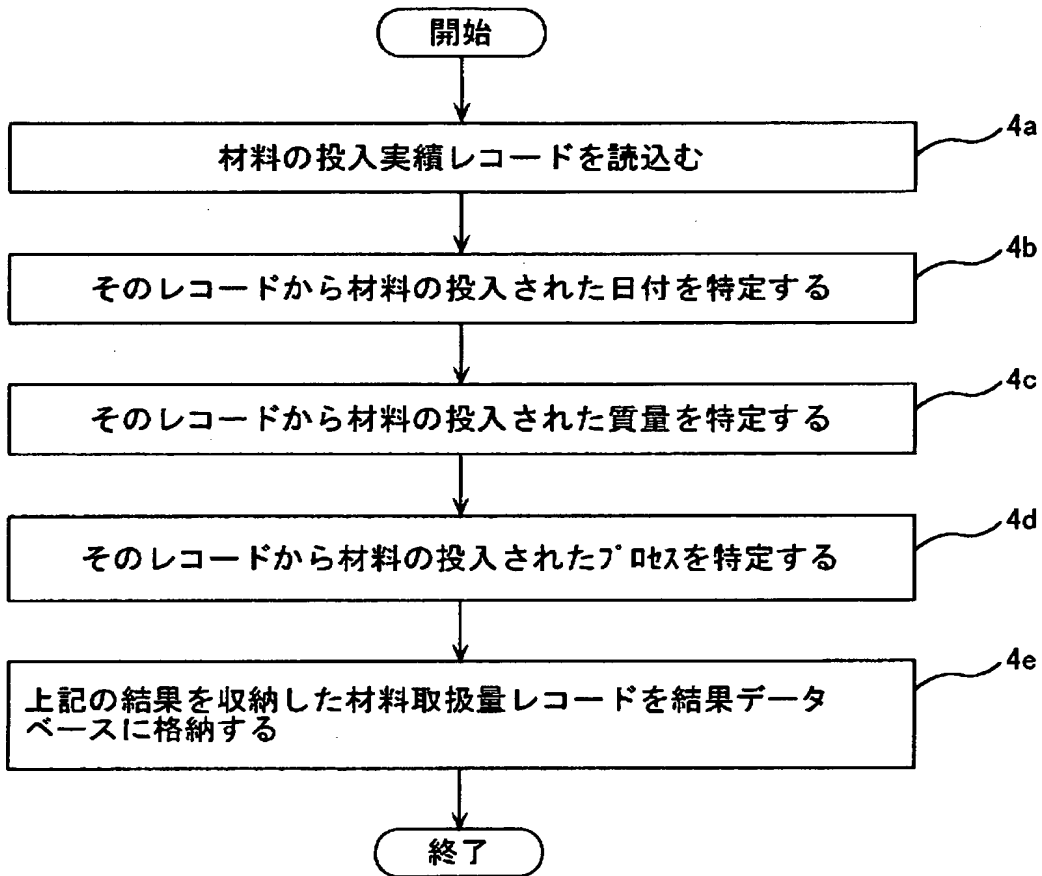 開始
材料の投入実績レコードを読込む
4a
そのレコードから材料の投入された日付を特定する
4b
そのレコードから材料の投入された質量を特定する
4c
そのレコードから材料の投入されたﾌﾟﾛｾｽを特定する
4d
上記の結果を収納した材料取扱量レコードを結果データ
ベースに格納する
4e
終了